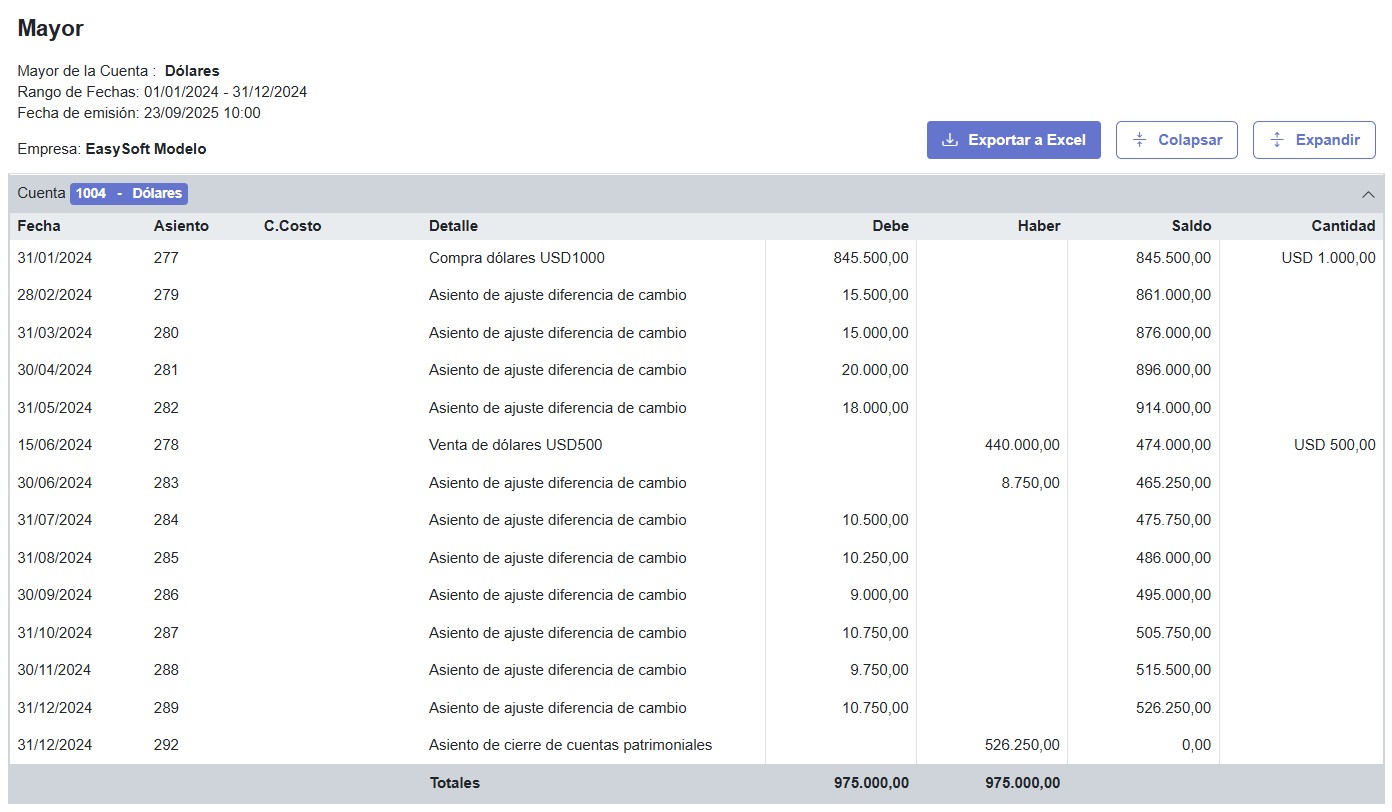 Mayor
Mayor de la Cuenta : Dólares
Rango de Fechas: 01/01/2024 - 31/12/2024
Fecha de emisión: 23/09/2025 10:00
Empresa: EasySoft Modelo
Exportar a Excel Colapsar Expandir
Cuenta 1004 - Dólares
Fecha Asiento C.Costo Detalle Debe Haber Saldo Cantidad
31/01/2024 277 Compra dólares USD1000 845.500,00 845.500,00 USD 1.000,00
28/02/2024 279 Asiento de ajuste diferencia de cambio 15.500,00 861.000,00
31/03/2024 280 Asiento de ajuste diferencia de cambio 15.000,00 876.000,00
30/04/2024 281 Asiento de ajuste diferencia de cambio 20.000,00 896.000,00
31/05/2024 282 Asiento de ajuste diferencia de cambio 18.000,00 914.000,00
15/06/2024 278 Venta de dólares USD500 440.000,00 474.000,00 USD 500,00
30/06/2024 283 Asiento de ajuste diferencia de cambio 8.750,00 465.250,00
31/07/2024 284 Asiento de ajuste diferencia de cambio 10.500,00 475.750,00
31/08/2024 285 Asiento de ajuste diferencia de cambio 10.250,00 486.000,00
30/09/2024 286 Asiento de ajuste diferencia de cambio 9.000,00 495.000,00
31/10/2024 287 Asiento de ajuste diferencia de cambio 10.750,00 505.750,00
30/11/2024 288 Asiento de ajuste diferencia de cambio 9.750,00 515.500,00
31/12/2024 289 Asiento de ajuste diferencia de cambio 10.750,00 526.250,00
31/12/2024 292 Asiento de cierre de cuentas patrimoniales 526.250,00 0,00
Totales 975.000,00 975.000,00